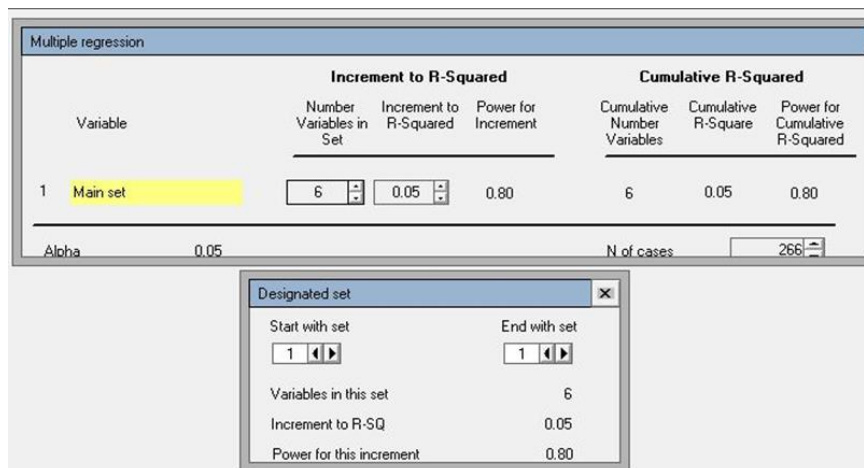 Multiple regression
Increment to R-Squared Cumulative R-Squared
Variable
Number Variables in Set
Increment to R-Squared
Power for Increment
Cumulative Number Variables
Cumulative R-Square
Power for Cumulative R-Squared
1 Main set 6 0.05 0.80 6 0.05 0.80
Alpha 0.05 N of cases 266
Designated set
Start with set End with set
1 1
Variables in this set 6
Increment to R-SQ 0.05
Power for this increment 0.80